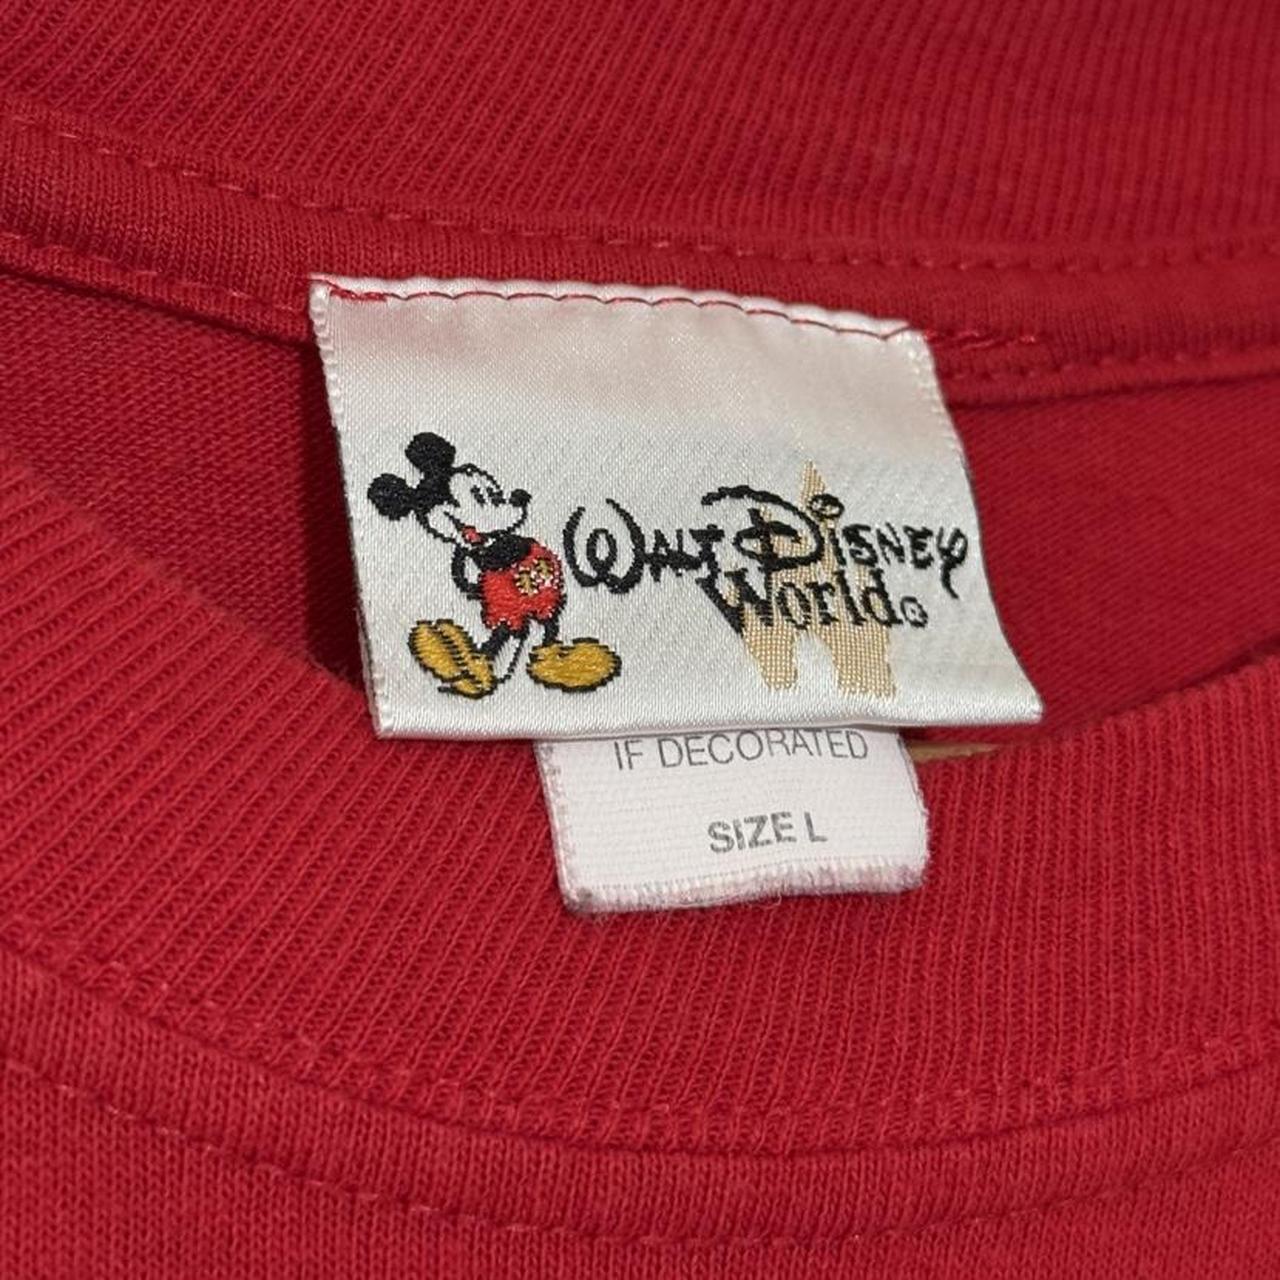 WALT DISNEY
World®
IF DECORATED
SIZE L